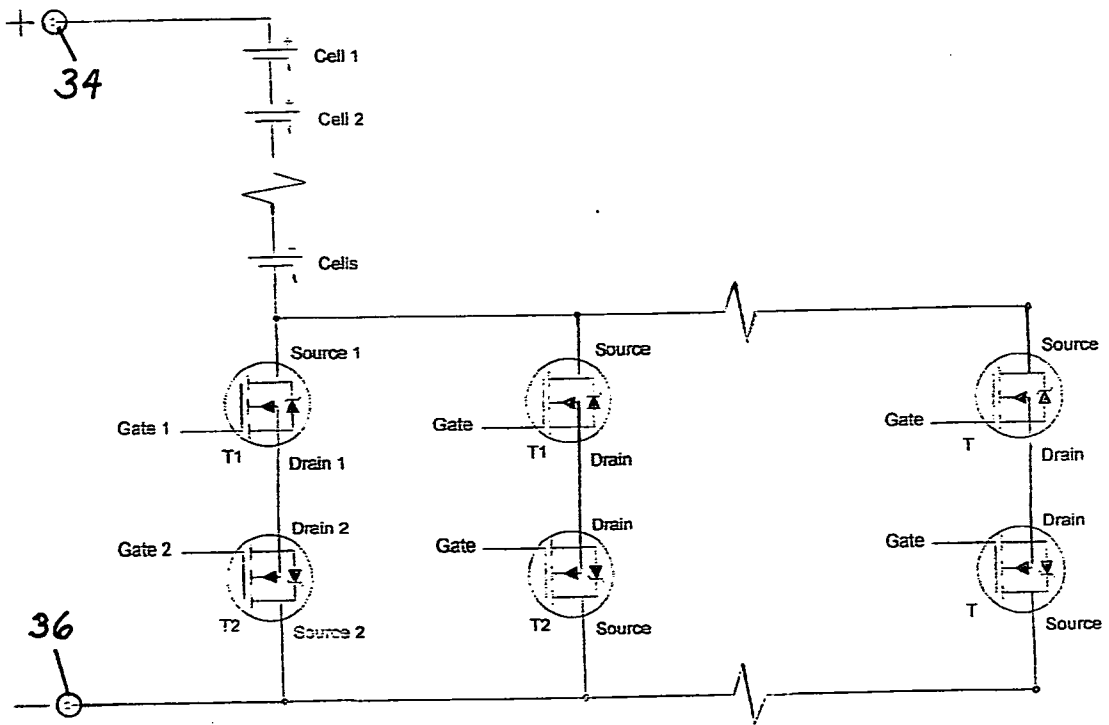 +
34
+
Cell 1
+
Cell 2
Cells
Source 1
Gate 1
T1
Drain 1
Drain 2
Gate 2
T2
Source 2
Source
Gate
T1
Drain
Drain
Gate
T2
Source
Source
Gate
T
Drain
Drain
Gate
T
Source
36
−